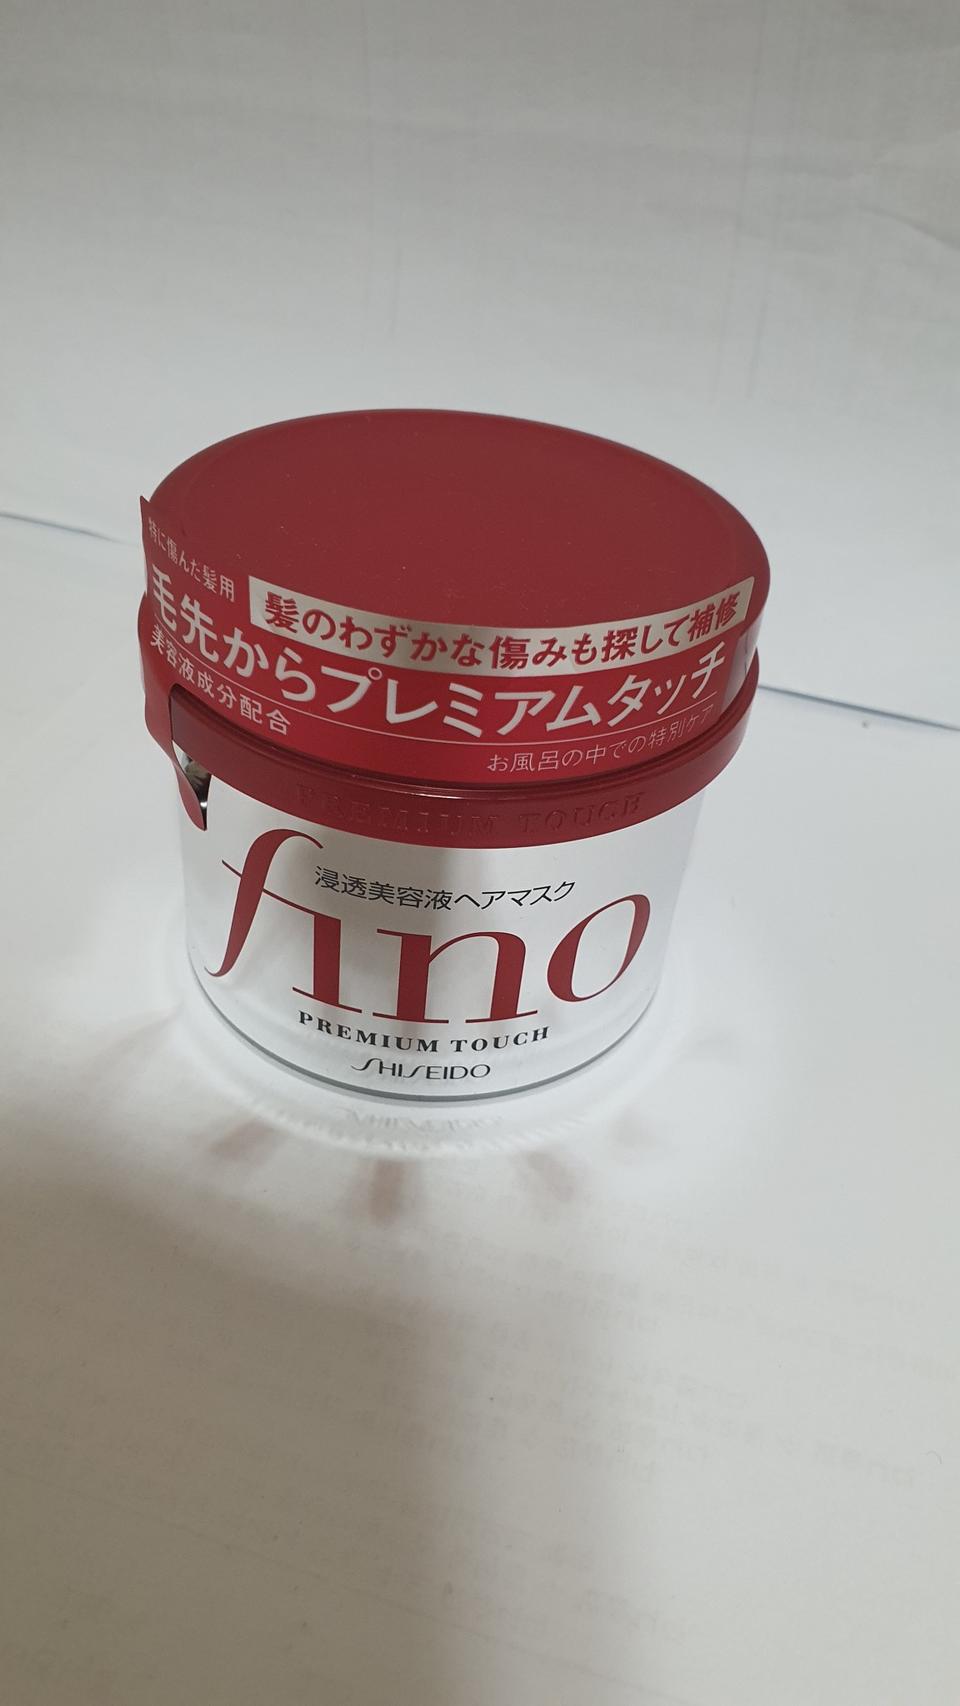 特に傷んだ髪用
髪のわずかな傷みも探して補修
毛先からプレミアムタッチ
美容液成分配合
お風呂の中での特別ケア
PREMIUM TOUCH
浸透美容液ヘアマスク
fino
PREMIUM TOUCH
SHISEIDO